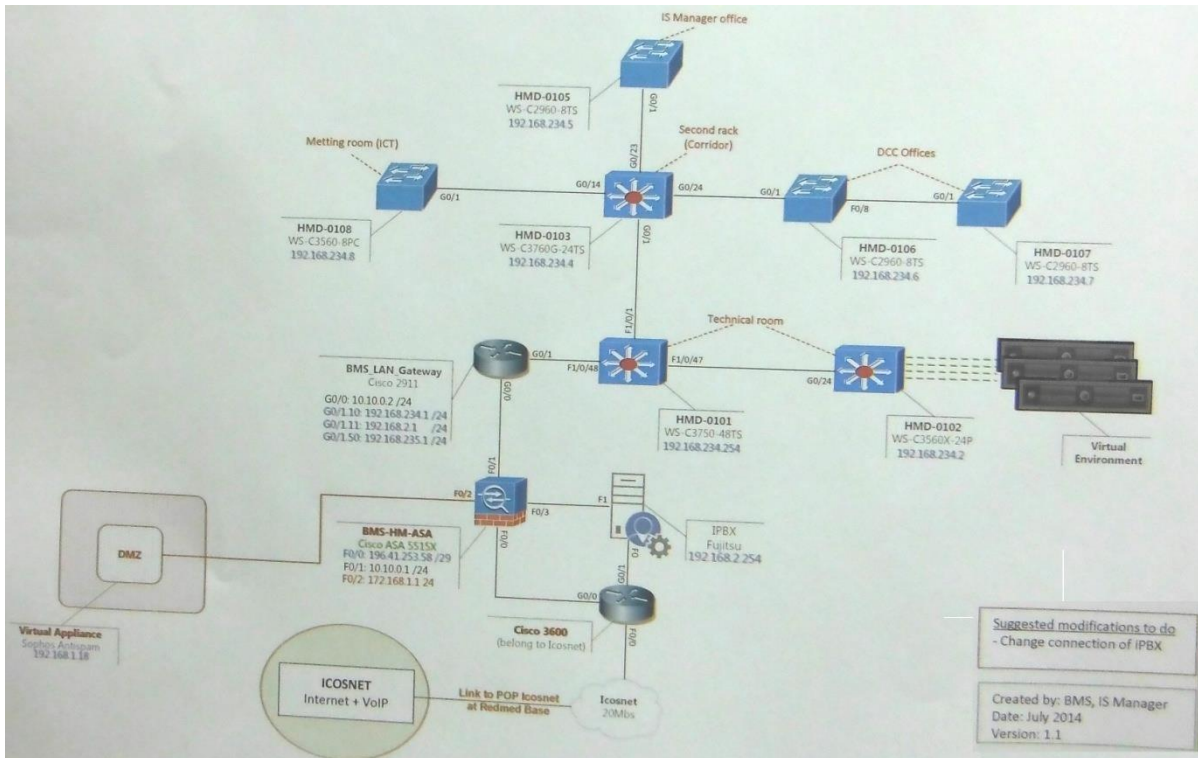 IS Manager office
HMD-0105
WS-C2960-8TS
192.168.234.5
G0/1
Second rack
(Corridor)
G0/23
Metting room (ICT)
DCC Offices
G0/1
G0/14
G0/24
G0/1
F0/8
G0/1
G0/1
HMD-0108
WS-C3560-8PC
192.168.234.8
HMD-0103
WS-C3760G-24TS
192.168.234.4
HMD-0106
WS-C2960-8TS
192.168.234.6
HMD-0107
WS-C2960-8TS
192.168.234.7
F1/0/1
Technical room
G0/1
F1/0/48
F1/0/47
G0/24
BMS_LAN_Gateway
Cisco 2911
G0/0: 10.10.0.2 /24
G0/1.10: 192.168.234.1 /24
G0/1.11: 192.168.2.1 /24
G0/1.50: 192.168.235.1 /24
G0/0
HMD-0101
WS-C3750-48TS
192.168.234.254
HMD-0102
WS-C3560X-24P
192.168.234.2
Virtual
Environment
F0/1
F0/2
F0/3
F1
BMS-HM-ASA
Cisco ASA 5515X
F0/0: 196.41.253.58 /29
F0/1: 10.10.0.1 /24
F0/2: 172.168.1.1 24
F0/0
IPBX
Fujitsu
192.168.2.254
F0
G0/1
DMZ
G0/0
Cisco 3600
(belong to Icosnet)
F0/0
Virtual Appliance
Sophos Antispam
192.168.1.18
ICOSNET
Internet + VoIP
Link to POP Icosnet
at Redmed Base
Icosnet
20Mbs
Suggested modifications to do
- Change connection of iPBX
Created by: BMS, IS Manager
Date: July 2014
Version: 1.1